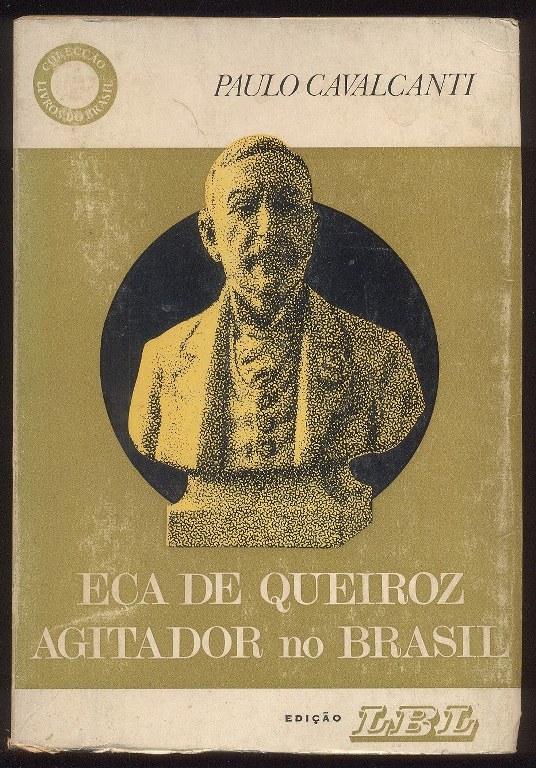 COLECÇÃO
LIVROS DO BRASIL
PAULO CAVALCANTI
ECA DE QUEIROZ
AGITADOR no BRASIL
EDIÇÃO LBL